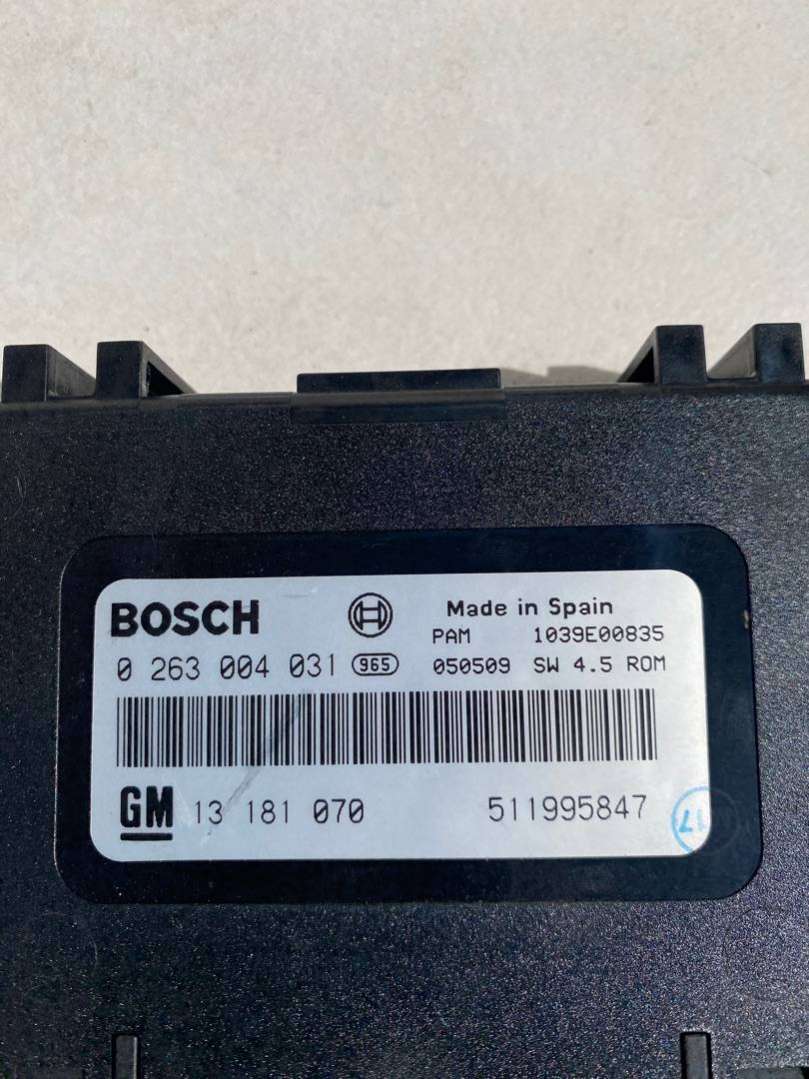 BOSCH Made in Spain
PAM 1039E00835
0 263 004 031 965 050509 SW 4.5 ROM
GM 13 181 070 511995847
17